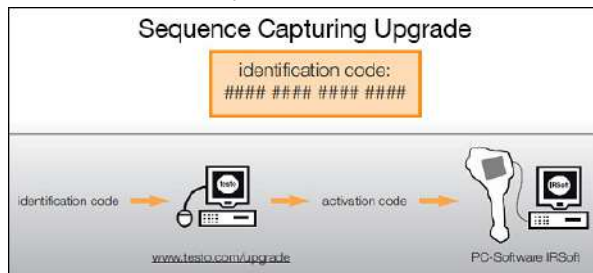 Sequence Capturing Upgrade
identification code:
#### #### #### ####
identification code
testo
activation code
IRSoft
www.testo.com/upgrade
PC-Software IRSoft